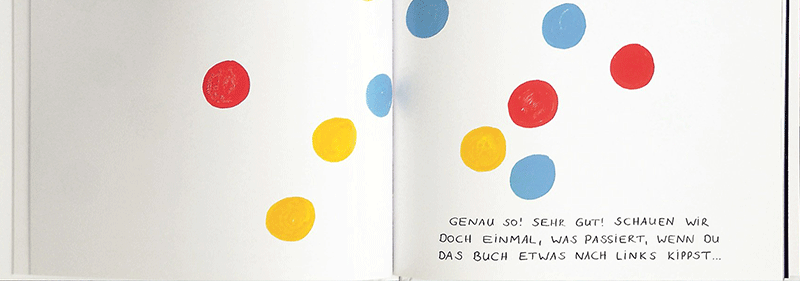 GENAU SO! SEHR GUT! SCHAUEN WIR
DOCH EINMAL, WAS PASSIERT, WENN DU
DAS BUCH ETWAS NACH LINKS KIPPST...